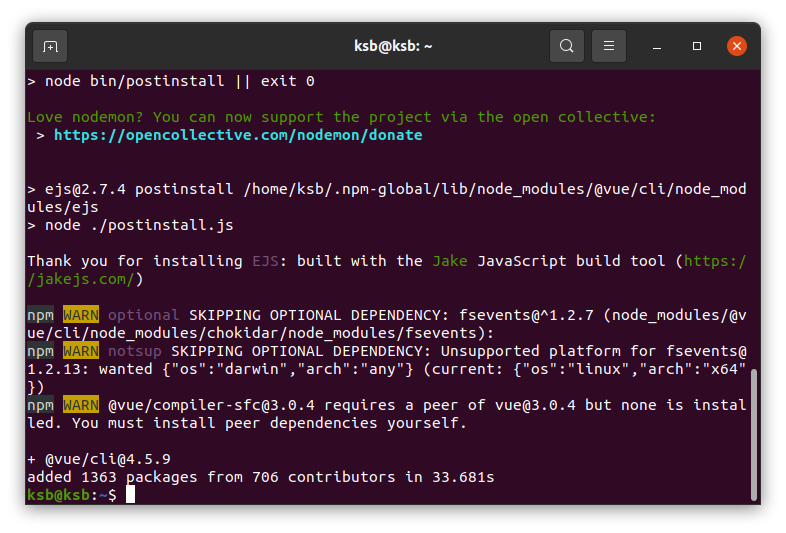 ksb@ksb: ~
> node bin/postinstall || exit 0
Love nodemon? You can now support the project via the open collective:
> https://opencollective.com/nodemon/donate
> ejs@2.7.4 postinstall /home/ksb/.npm-global/lib/node_modules/@vue/cli/node_mod
ules/ejs
> node ./postinstall.js
Thank you for installing EJS: built with the Jake JavaScript build tool (https:/
/jakejs.com/)
npm WARN optional SKIPPING OPTIONAL DEPENDENCY: fsevents@^1.2.7 (node_modules/@v
ue/cli/node_modules/chokidar/node_modules/fsevents):
npm WARN notsup SKIPPING OPTIONAL DEPENDENCY: Unsupported platform for fsevents@
1.2.13: wanted {"os":"darwin","arch":"any"} (current: {"os":"linux","arch":"x64"
})
npm WARN @vue/compiler-sfc@3.0.4 requires a peer of vue@3.0.4 but none is instal
led. You must install peer dependencies yourself.
+ @vue/cli@4.5.9
added 1363 packages from 706 contributors in 33.681s
ksb@ksb:~$